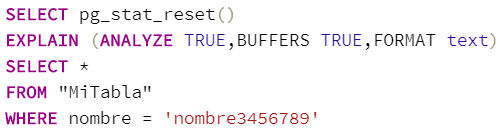 SELECT pg_stat_reset()
EXPLAIN (ANALYZE TRUE,BUFFERS TRUE,FORMAT text)
SELECT *
FROM "MiTabla"
WHERE nombre = 'nombre3456789'